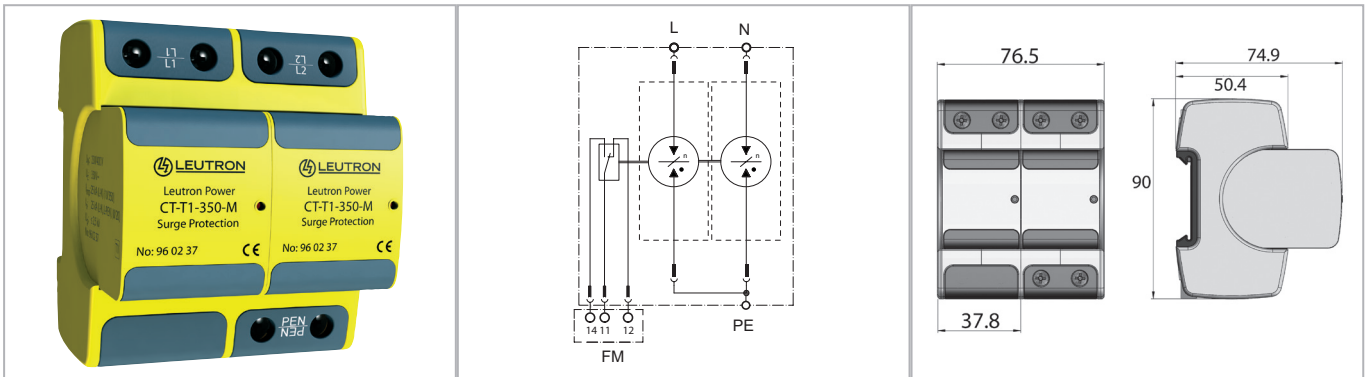 L1
L1
L2
L2
LEUTRON
Leutron Power
CT-T1-350-M
Surge Protection
No: 96 02 37
CE
LEUTRON
Leutron Power
CT-T1-350-M
Surge Protection
No: 96 02 37
CE
PEN
PEN
L N
n n
14 11 12
FM
PE
76.5
37.8
74.9
50.4
90